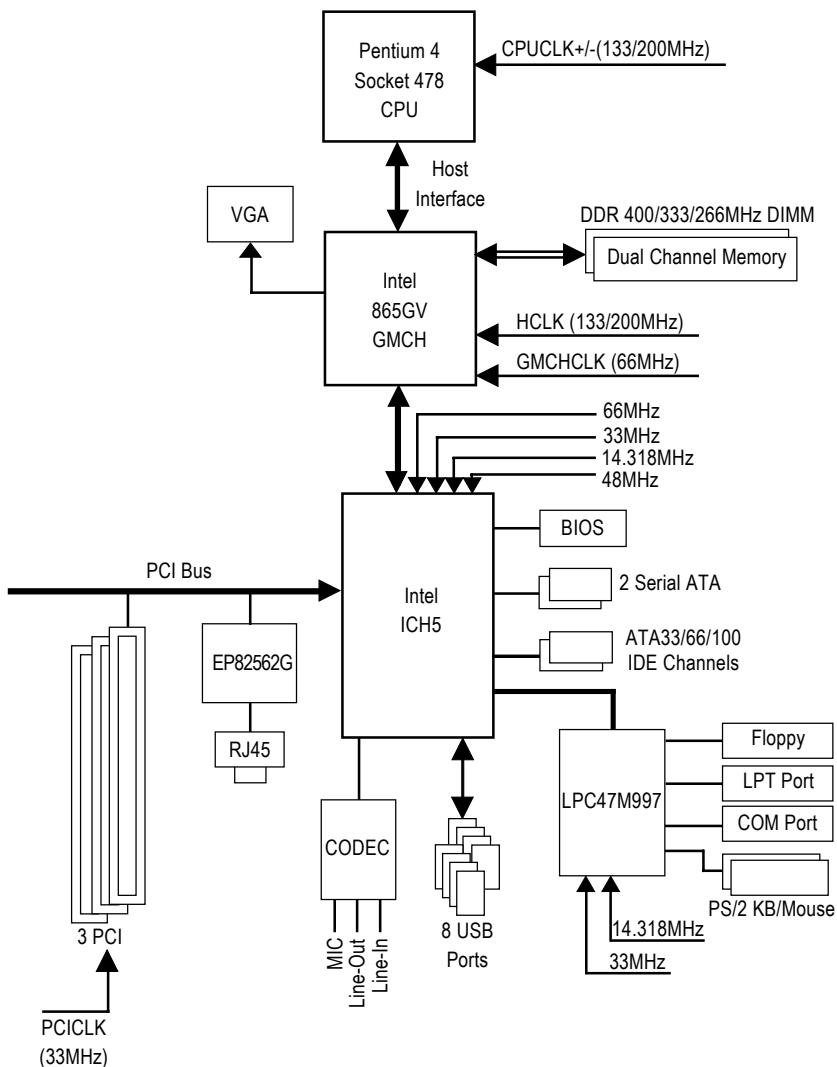 Pentium 4
Socket 478
CPU
CPUCLK+/-(133/200MHz)
Host
Interface
VGA
DDR 400/333/266MHz DIMM
Dual Channel Memory
Intel
865GV
GMCH
HCLK (133/200MHz)
GMCHCLK (66MHz)
66MHz
33MHz
14.318MHz
48MHz
BIOS
PCI Bus
Intel
ICH5
2 Serial ATA
ATA33/66/100
IDE Channels
EP82562G
RJ45
LPC47M997
Floppy
LPT Port
COM Port
PS/2 KB/Mouse
CODEC
MIC
Line-Out
Line-In
8 USB
Ports
3 PCI
14.318MHz
33MHz
PCICLK
(33MHz)